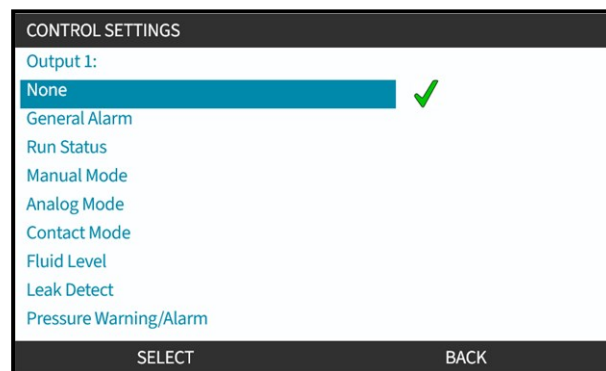 CONTROL SETTINGS
Output 1:
None
General Alarm
Run Status
Manual Mode
Analog Mode
Contact Mode
Fluid Level
Leak Detect
Pressure Warning/Alarm
SELECT BACK